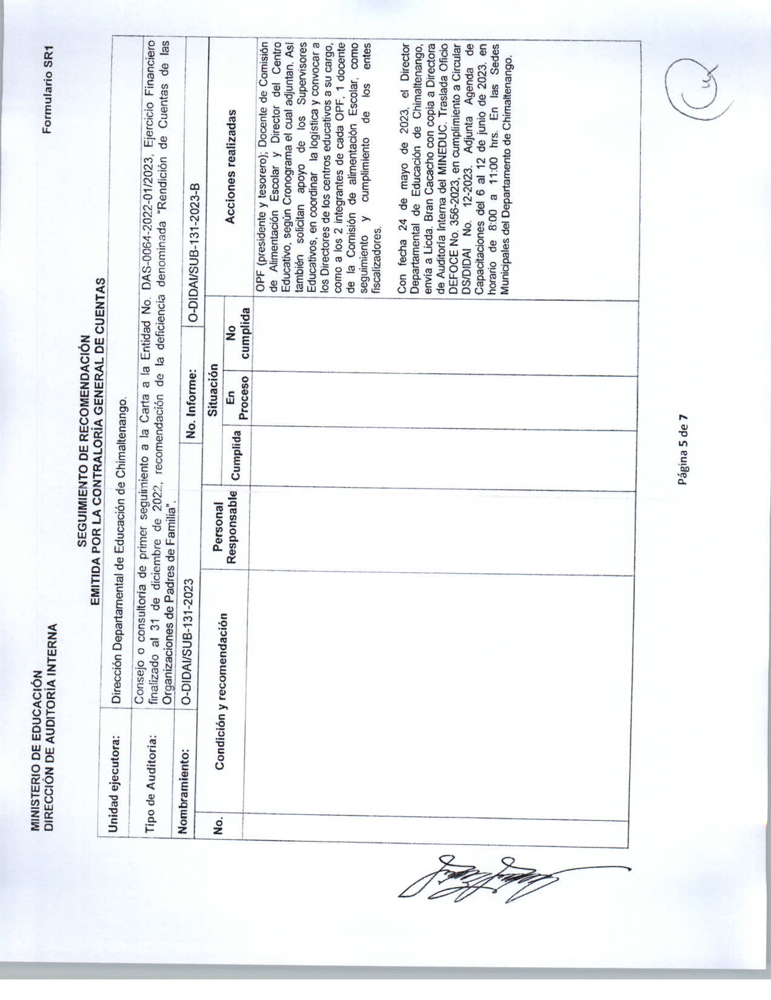 MINISTERIO DE EDUCACIÓN
DIRECCIÓN DE AUDITORÍA INTERNA
Formulario SR1
SEGUIMIENTO DE RECOMENDACIÓN
EMITIDA POR LA CONTRALORÍA GENERAL DE CUENTAS
Unidad ejecutora: Dirección Departamental de Educación de Chimaltenango.
Tipo de Auditoria: Consejo o consultoría de primer seguimiento a la Carta a la Entidad No. DAS-0064-2022-01/2023, Ejercicio Financiero
finalizado al 31 de diciembre de 2022, recomendación de la deficiencia denominada "Rendición de Cuentas de las
Organizaciones de Padres de Familia".
Nombramiento: O-DIDAI/SUB-131-2023 No. Informe: O-DIDAI/SUB-131-2023-B
No. Condición y recomendación Personal Responsable Situación Acciones realizadas
Cumplida En Proceso No cumplida
OPF (presidente y tesorero); Docente de Comisión
de Alimentación Escolar y Director del Centro
Educativo, según Cronograma el cual adjuntan. Así
también solicitan apoyo de los Supervisores
Educativos, en coordinar la logística y convocar a
los Directores de los centros educativos a su cargo,
como a los 2 integrantes de cada OPF, 1 docente
de la Comisión de alimentación Escolar, como
seguimiento y cumplimiento de los entes
fiscalizadores.
Con fecha 24 de mayo de 2023, el Director
Departamental de Educación de Chimaltenango,
envía a Licda. Bran Cacacho con copia a Directora
de Auditoría Interna del MINEDUC. Traslada Oficio
DEFOCE No. 356-2023, en cumplimiento a Circular
DS/DIDAI No. 12-2023. Adjunta Agenda de
Capacitaciones del 6 al 12 de junio de 2023, en
horario de 8:00 a 11:00 hrs. En las Sedes
Municipales del Departamento de Chimaltenango.
Página 5 de 7